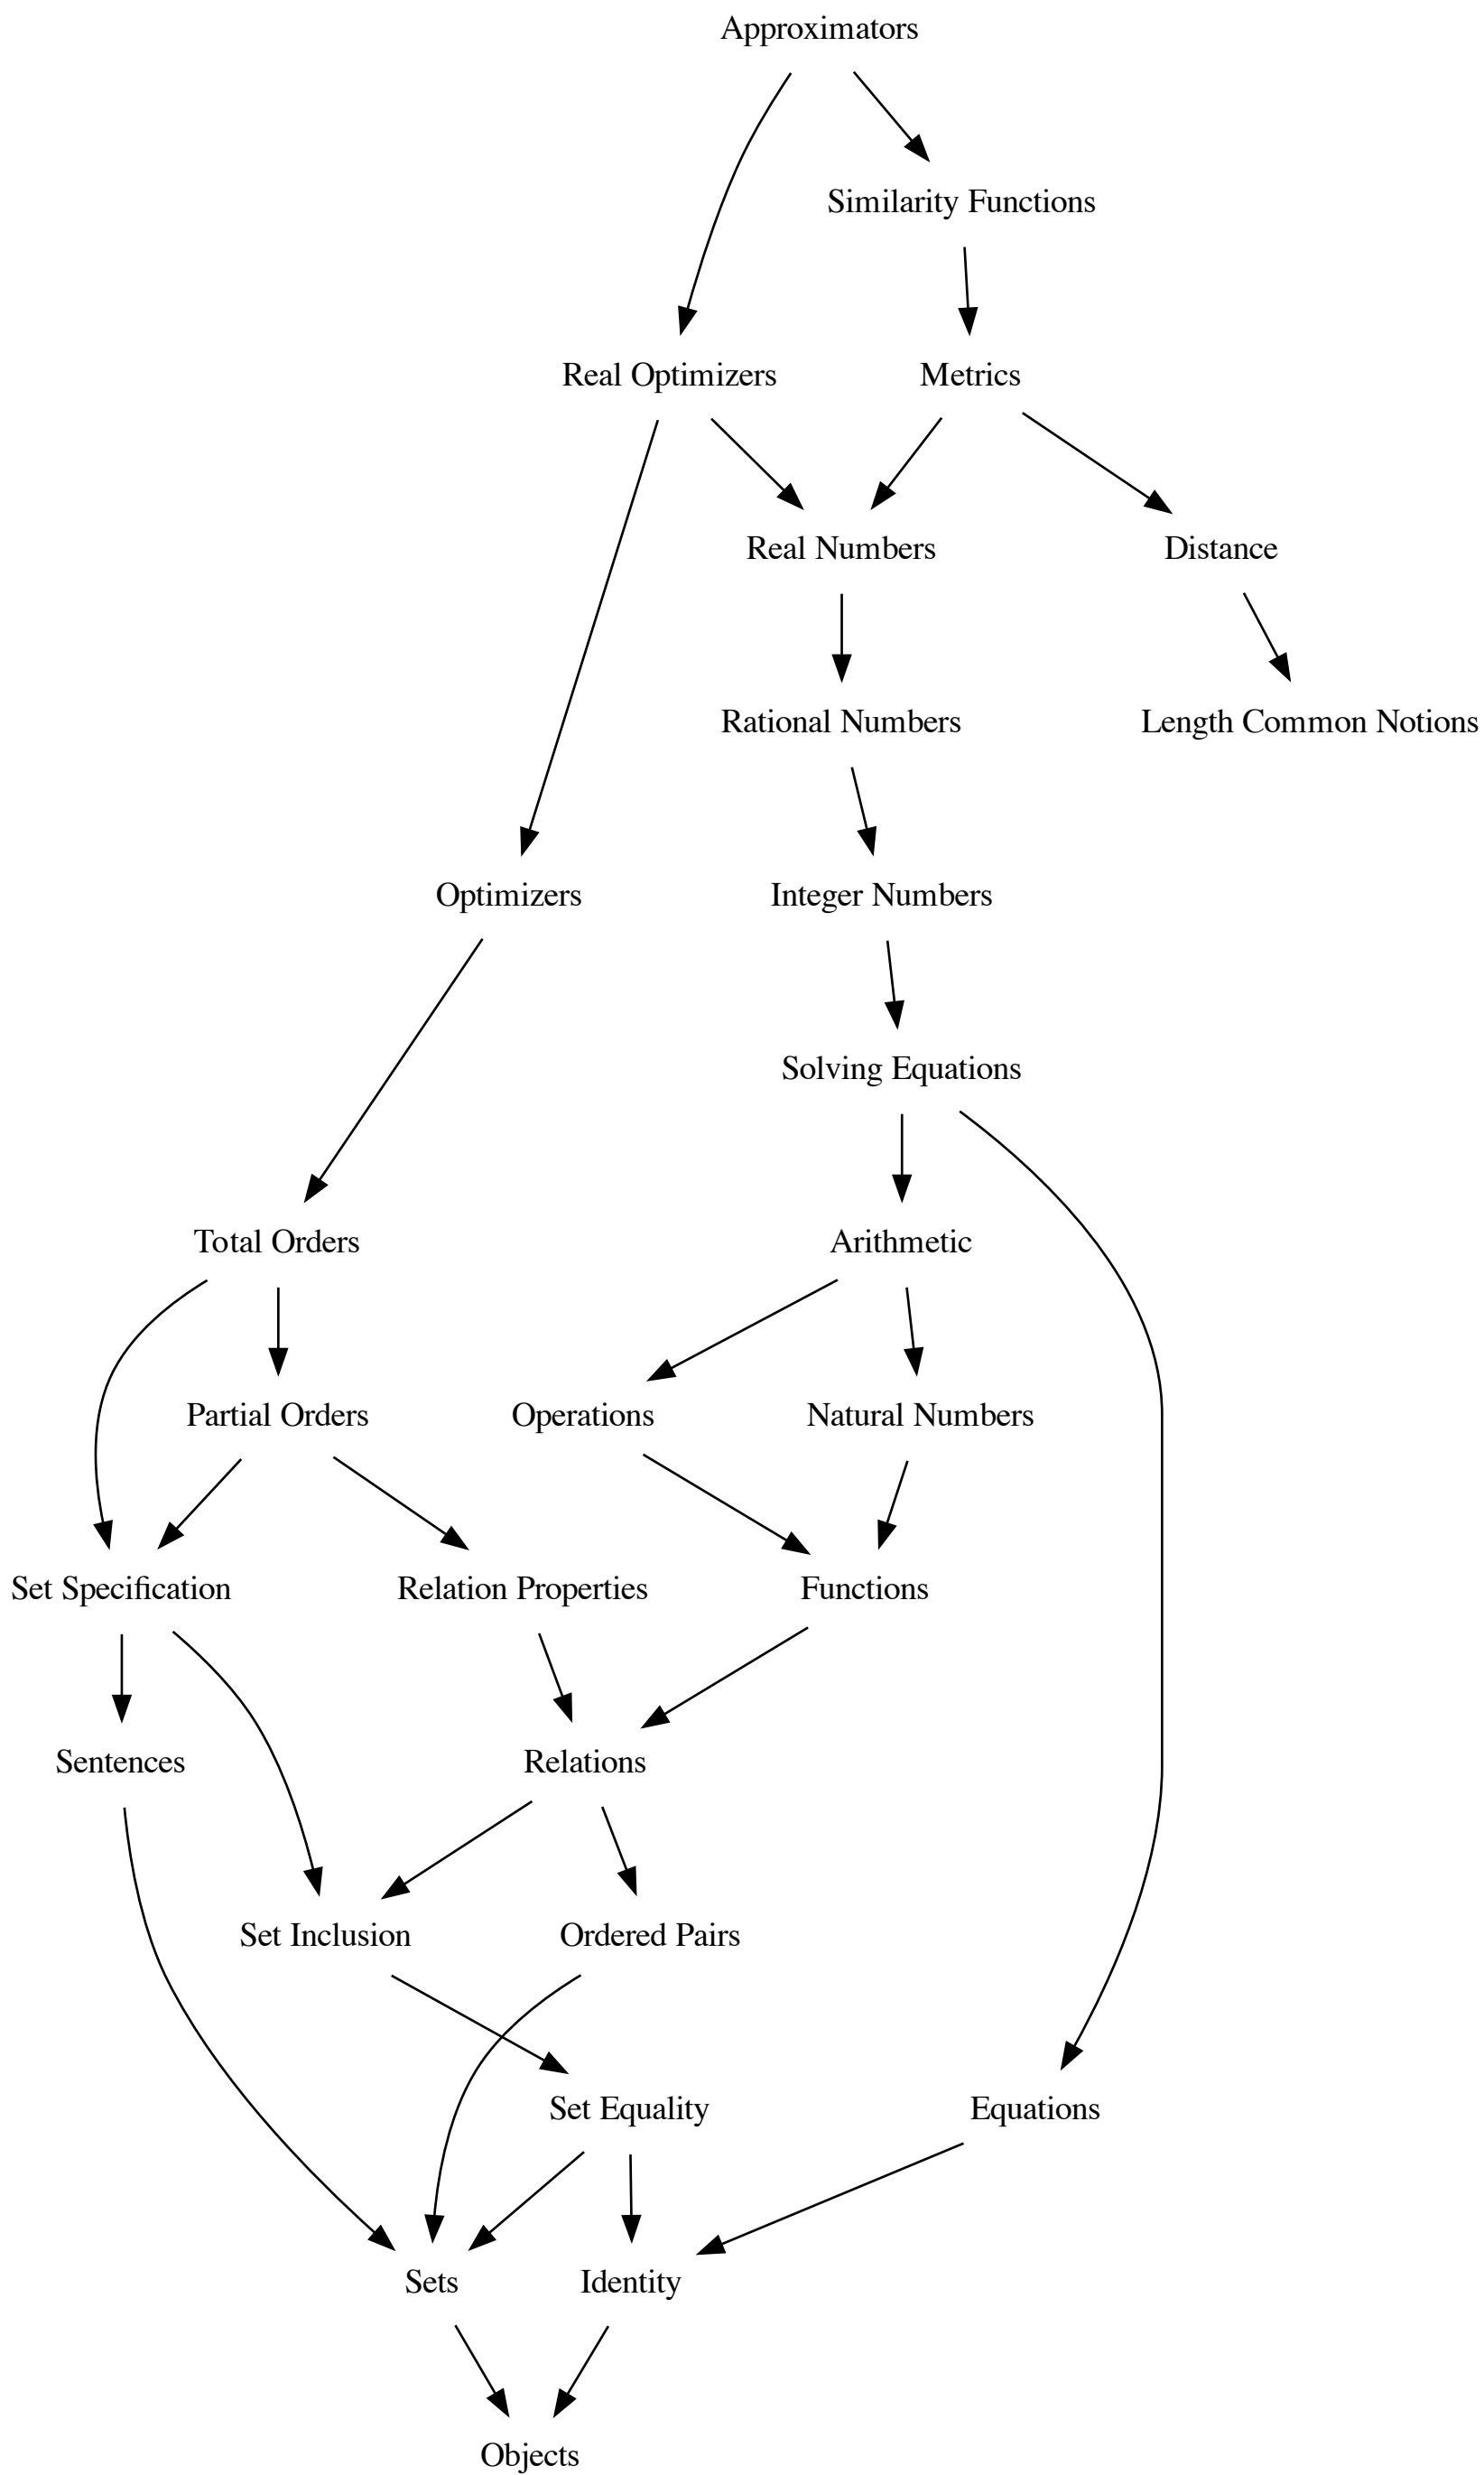 Approximators
Similarity Functions
Real Optimizers
Metrics
Real Numbers
Distance
Rational Numbers
Length Common Notions
Optimizers
Integer Numbers
Solving Equations
Total Orders
Arithmetic
Partial Orders
Operations
Natural Numbers
Set Specification
Relation Properties
Functions
Sentences
Relations
Set Inclusion
Ordered Pairs
Set Equality
Equations
Sets
Identity
Objects